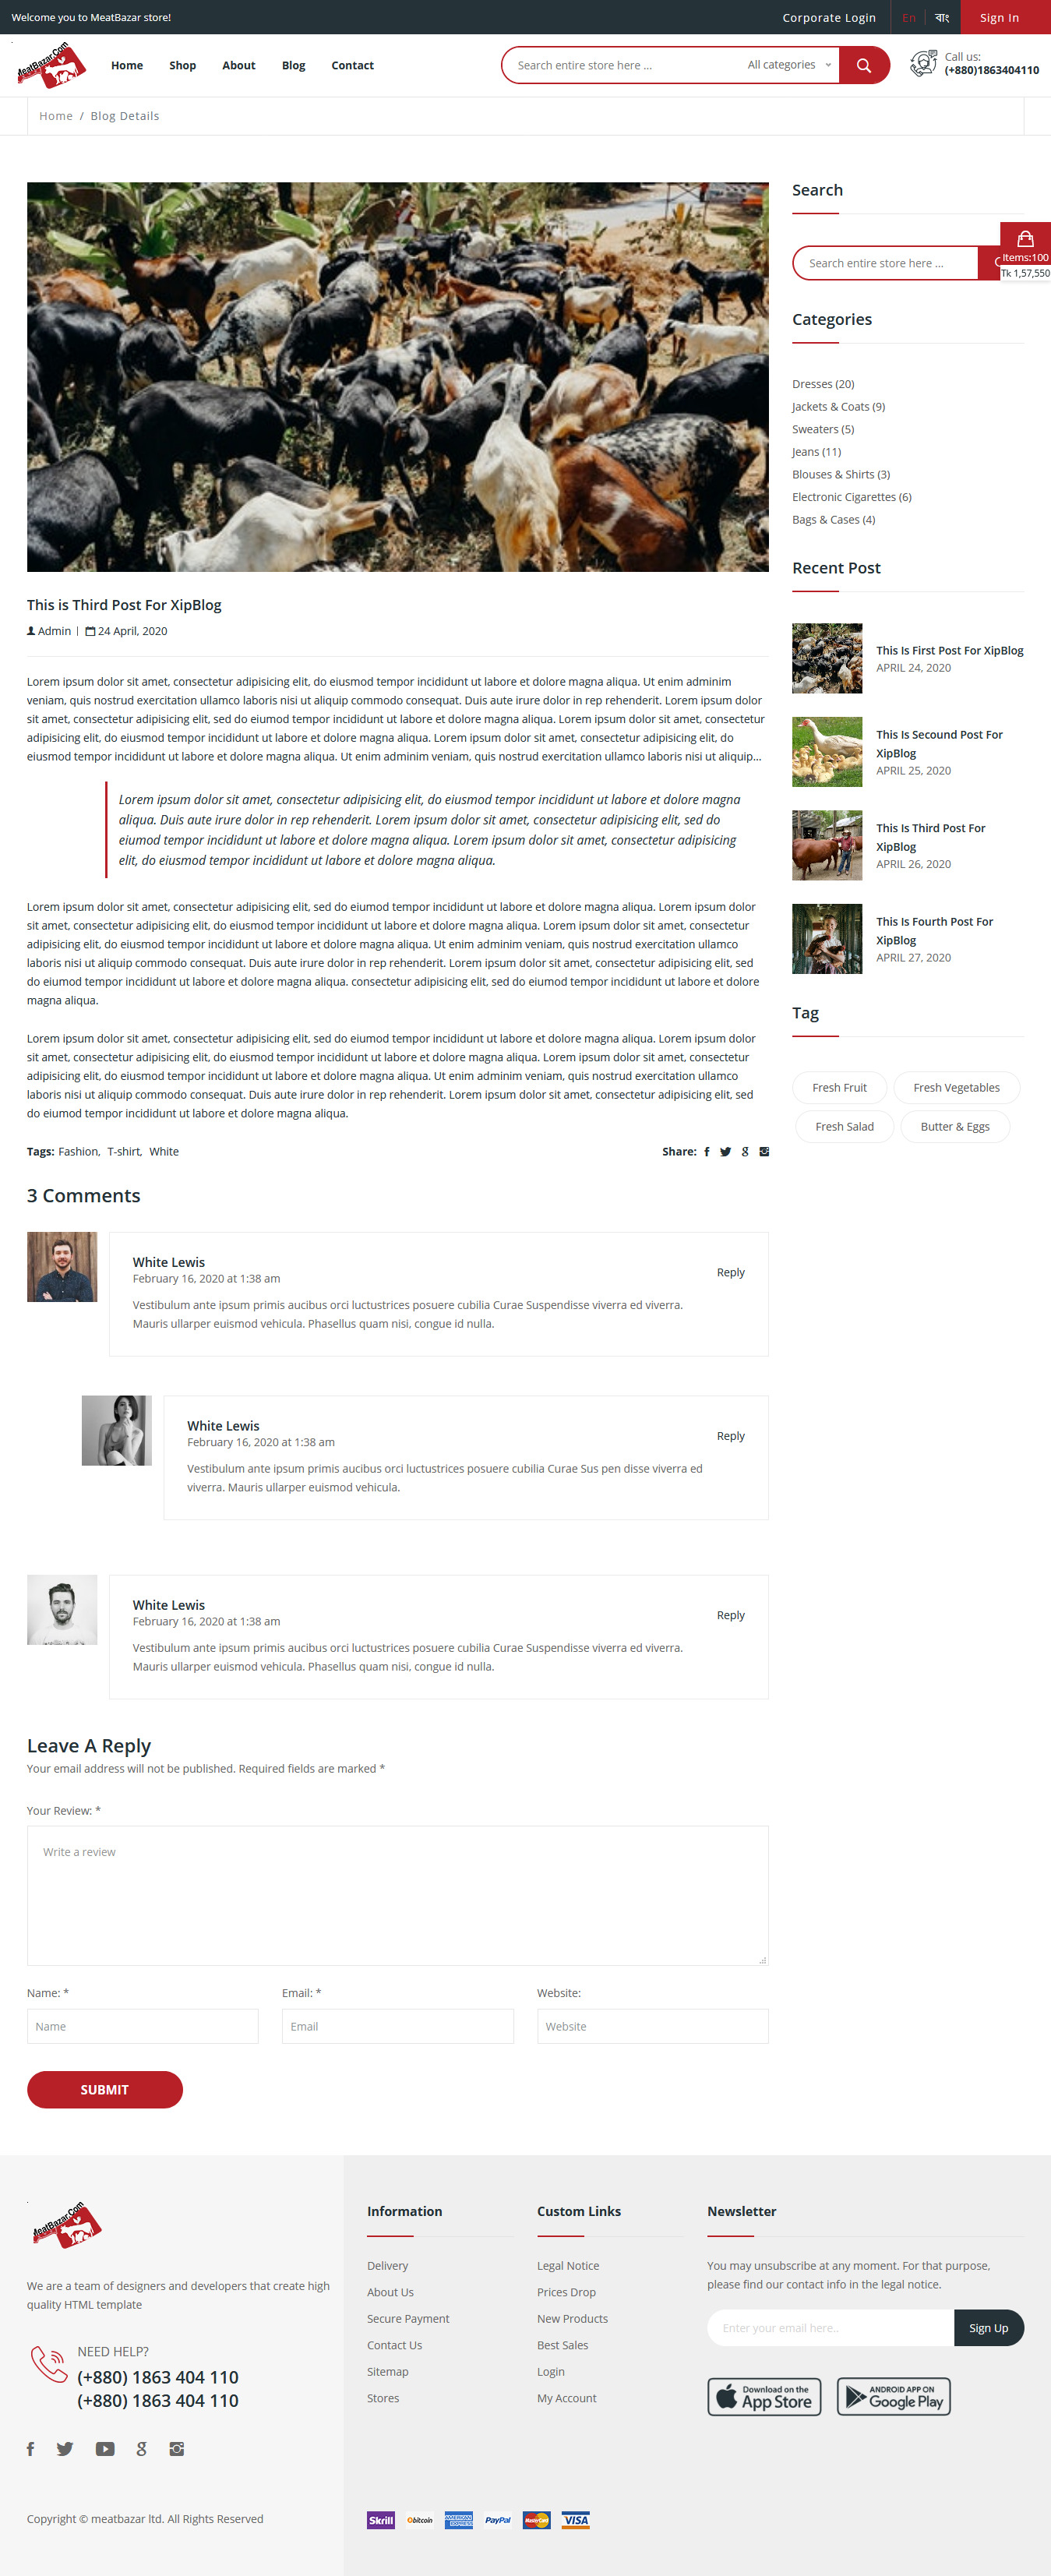 Welcome you to MeatBazar store!
Corporate Login
En
বাং
Sign In
MeatBazar.Com
Home
Shop
About
Blog
Contact
Search entire store here ...
All categories
Call us:
(+880)1863404110
Home / Blog Details
Search
Search entire store here ...
Items:100
Tk 1,57,550
Categories
Dresses (20)
Jackets & Coats (9)
Sweaters (5)
Jeans (11)
Blouses & Shirts (3)
Electronic Cigarettes (6)
Bags & Cases (4)
Recent Post
This Is First Post For XipBlog
APRIL 24, 2020
This Is Secound Post For
XipBlog
APRIL 25, 2020
This Is Third Post For
XipBlog
APRIL 26, 2020
This Is Fourth Post For
XipBlog
APRIL 27, 2020
Tag
Fresh Fruit
Fresh Vegetables
Fresh Salad
Butter & Eggs
This is Third Post For XipBlog
Admin | 24 April, 2020
Lorem ipsum dolor sit amet, consectetur adipisicing elit, do eiusmod tempor incididunt ut labore et dolore magna aliqua. Ut enim adminim
veniam, quis nostrud exercitation ullamco laboris nisi ut aliquip commodo consequat. Duis aute irure dolor in rep rehenderit. Lorem ipsum dolor
sit amet, consectetur adipisicing elit, sed do eiumod tempor incididunt ut labore et dolore magna aliqua. Lorem ipsum dolor sit amet, consectetur
adipisicing elit, do eiusmod tempor incididunt ut labore et dolore magna aliqua. Lorem ipsum dolor sit amet, consectetur adipisicing elit, do
eiusmod tempor incididunt ut labore et dolore magna aliqua. Ut enim adminim veniam, quis nostrud exercitation ullamco laboris nisi ut aliquip...
Lorem ipsum dolor sit amet, consectetur adipisicing elit, do eiusmod tempor incididunt ut labore et dolore magna
aliqua. Duis aute irure dolor in rep rehenderit. Lorem ipsum dolor sit amet, consectetur adipisicing elit, sed do
eiumod tempor incididunt ut labore et dolore magna aliqua. Lorem ipsum dolor sit amet, consectetur adipisicing
elit, do eiusmod tempor incididunt ut labore et dolore magna aliqua.
Lorem ipsum dolor sit amet, consectetur adipisicing elit, sed do eiumod tempor incididunt ut labore et dolore magna aliqua. Lorem ipsum dolor
sit amet, consectetur adipisicing elit, do eiusmod tempor incididunt ut labore et dolore magna aliqua. Lorem ipsum dolor sit amet, consectetur
adipisicing elit, do eiusmod tempor incididunt ut labore et dolore magna aliqua. Ut enim adminim veniam, quis nostrud exercitation ullamco
laboris nisi ut aliquip commodo consequat. Duis aute irure dolor in rep rehenderit. Lorem ipsum dolor sit amet, consectetur adipisicing elit, sed
do eiumod tempor incididunt ut labore et dolore magna aliqua. consectetur adipisicing elit, sed do eiumod tempor incididunt ut labore et dolore
magna aliqua.
Lorem ipsum dolor sit amet, consectetur adipisicing elit, sed do eiumod tempor incididunt ut labore et dolore magna aliqua. Lorem ipsum dolor
sit amet, consectetur adipisicing elit, do eiusmod tempor incididunt ut labore et dolore magna aliqua. Lorem ipsum dolor sit amet, consectetur
adipisicing elit, do eiusmod tempor incididunt ut labore et dolore magna aliqua. Ut enim adminim veniam, quis nostrud exercitation ullamco
laboris nisi ut aliquip commodo consequat. Duis aute irure dolor in rep rehenderit. Lorem ipsum dolor sit amet, consectetur adipisicing elit, sed
do eiumod tempor incididunt ut labore et dolore magna aliqua.
Tags: Fashion, T-shirt, White
Share:
3 Comments
White Lewis
February 16, 2020 at 1:38 am
Reply
Vestibulum ante ipsum primis aucibus orci luctustrices posuere cubilia Curae Suspendisse viverra ed viverra.
Mauris ullarper euismod vehicula. Phasellus quam nisi, congue id nulla.
White Lewis
February 16, 2020 at 1:38 am
Reply
Vestibulum ante ipsum primis aucibus orci luctustrices posuere cubilia Curae Sus pen disse viverra ed
viverra. Mauris ullarper euismod vehicula.
White Lewis
February 16, 2020 at 1:38 am
Reply
Vestibulum ante ipsum primis aucibus orci luctustrices posuere cubilia Curae Suspendisse viverra ed viverra.
Mauris ullarper euismod vehicula. Phasellus quam nisi, congue id nulla.
Leave A Reply
Your email address will not be published. Required fields are marked *
Your Review: *
Write a review
Name: *
Email: *
Website:
Name
Email
Website
SUBMIT
MeatBazar.Com
We are a team of designers and developers that create high
quality HTML template
NEED HELP?
(+880) 1863 404 110
(+880) 1863 404 110
Copyright © meatbazar ltd. All Rights Reserved
Information
Delivery
About Us
Secure Payment
Contact Us
Sitemap
Stores
Custom Links
Legal Notice
Prices Drop
New Products
Best Sales
Login
My Account
Newsletter
You may unsubscribe at any moment. For that purpose,
please find our contact info in the legal notice.
Enter your email here..
Sign Up
Download on the
App Store
ANDROID APP ON
Google Play
Skrill
bitcoin
AMERICAN EXPRESS
PayPal
MasterCard
VISA